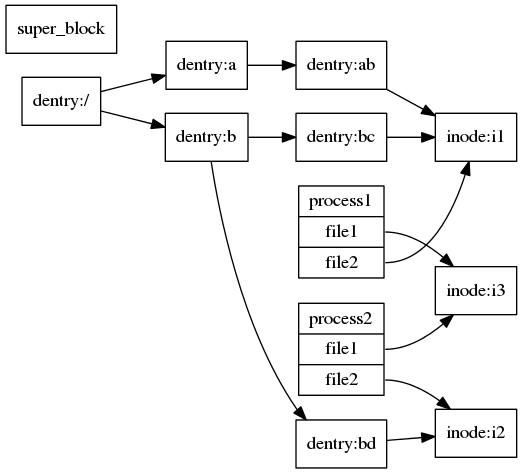 super_block
dentry:/
dentry:a
dentry:ab
dentry:b
dentry:bc
inode:i1
process1
file1
file2
inode:i3
process2
file1
file2
dentry:bd
inode:i2